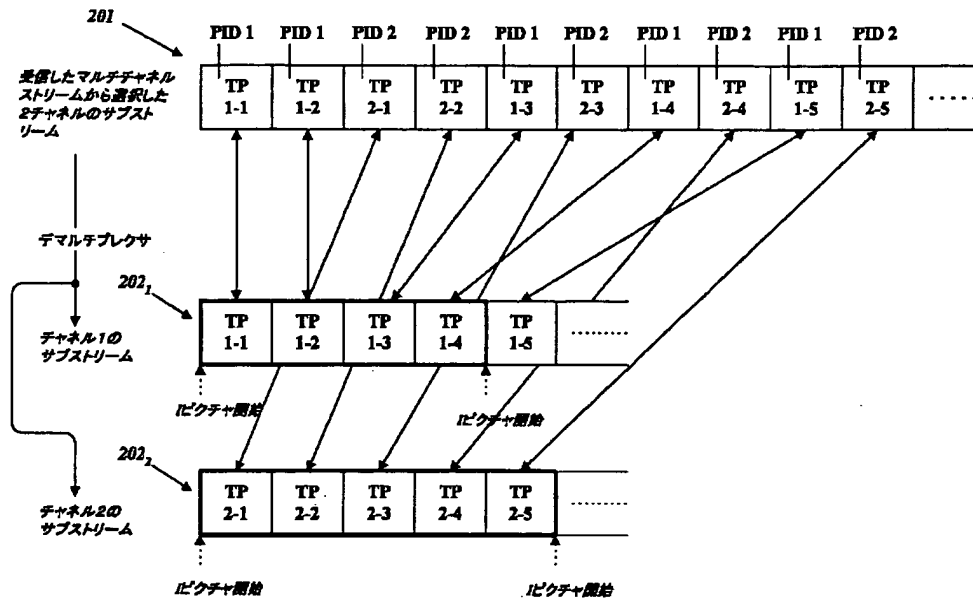 201
PID 1 PID 1 PID 2 PID 2 PID 1 PID 2 PID 1 PID 2 PID 1 PID 2
受信したマルチチャネル
ストリームから選択した
2チャネルのサブスト
リーム
TP TP TP TP TP TP TP TP TP TP
1-1 1-2 2-1 2-2 1-3 2-3 1-4 2-4 1-5 2-5 .....
デマルチプレクサ
202₁
チャネル1の
サブストリーム
TP TP TP TP TP
1-1 1-2 1-3 1-4 1-5 .........
Iピクチャ開始 Iピクチャ開始
202₂
チャネル2の
サブストリーム
TP TP TP TP TP
2-1 2-2 2-3 2-4 2-5 .........
Iピクチャ開始 Iピクチャ開始